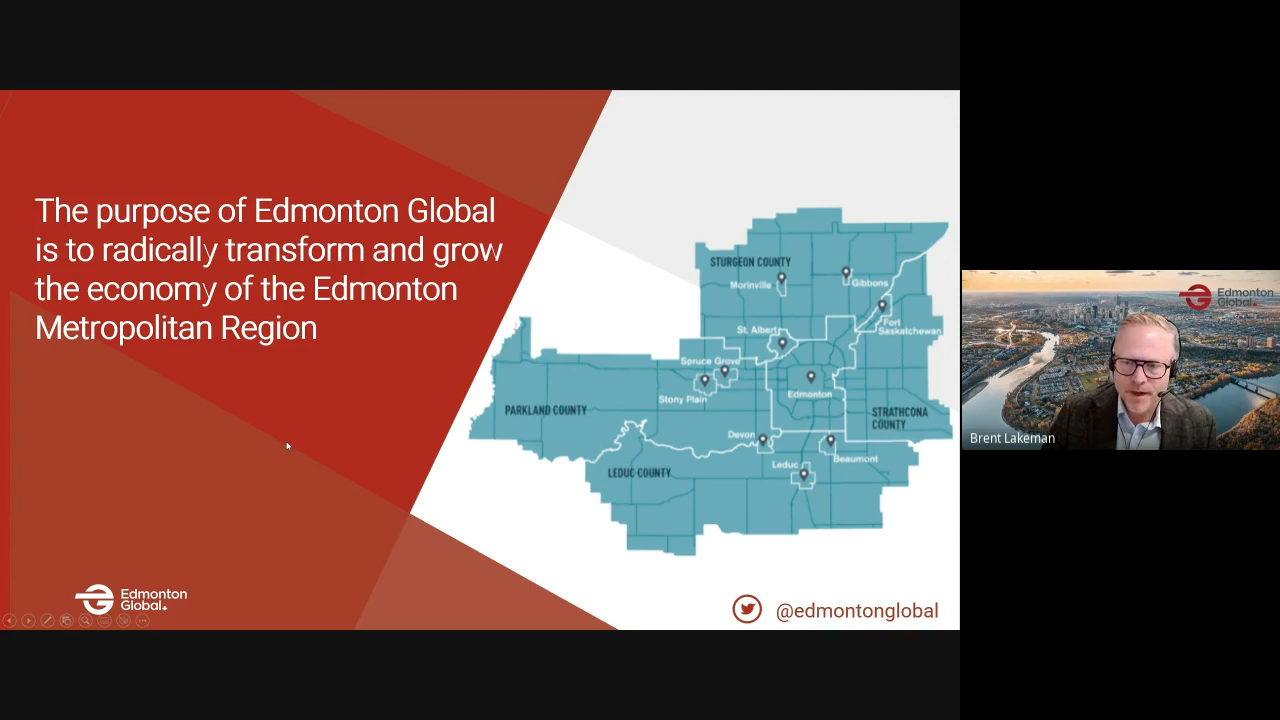 The purpose of Edmonton Global
is to radically transform and grow
the economy of the Edmonton
Metropolitan Region
STURGEON COUNTY
Morinville
Gibbons
Fort
Saskatchewan
St. Albert
Spruce Grove
Stony Plain
Edmonton
PARKLAND COUNTY
STRATHCONA
COUNTY
Devon
Beaumont
Leduc
LEDUC COUNTY
Edmonton
Global.
@edmontonglobal
Edmonton
Global.
Brent Lakeman